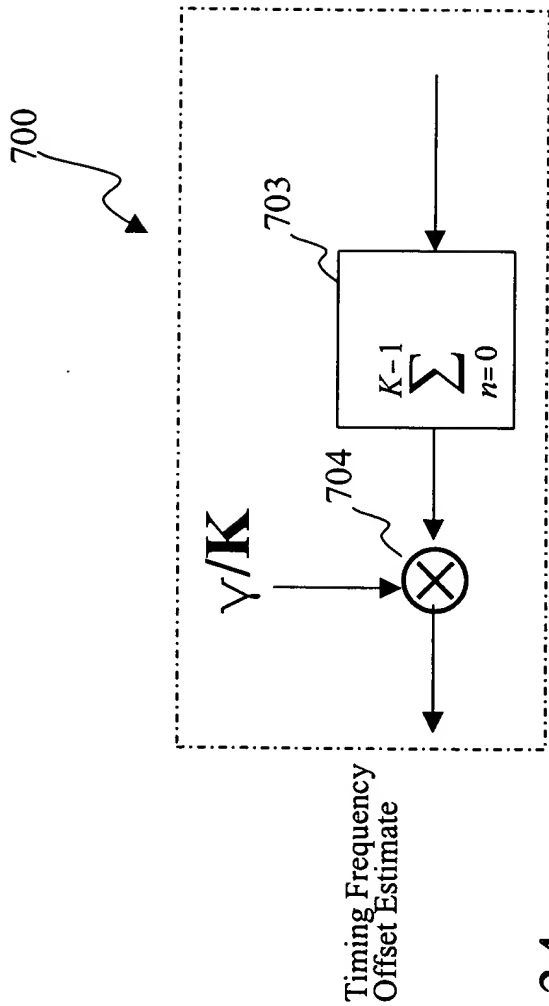 700
703
K−1
∑
n=0
704
γ/K
Timing Frequency
Offset Estimate